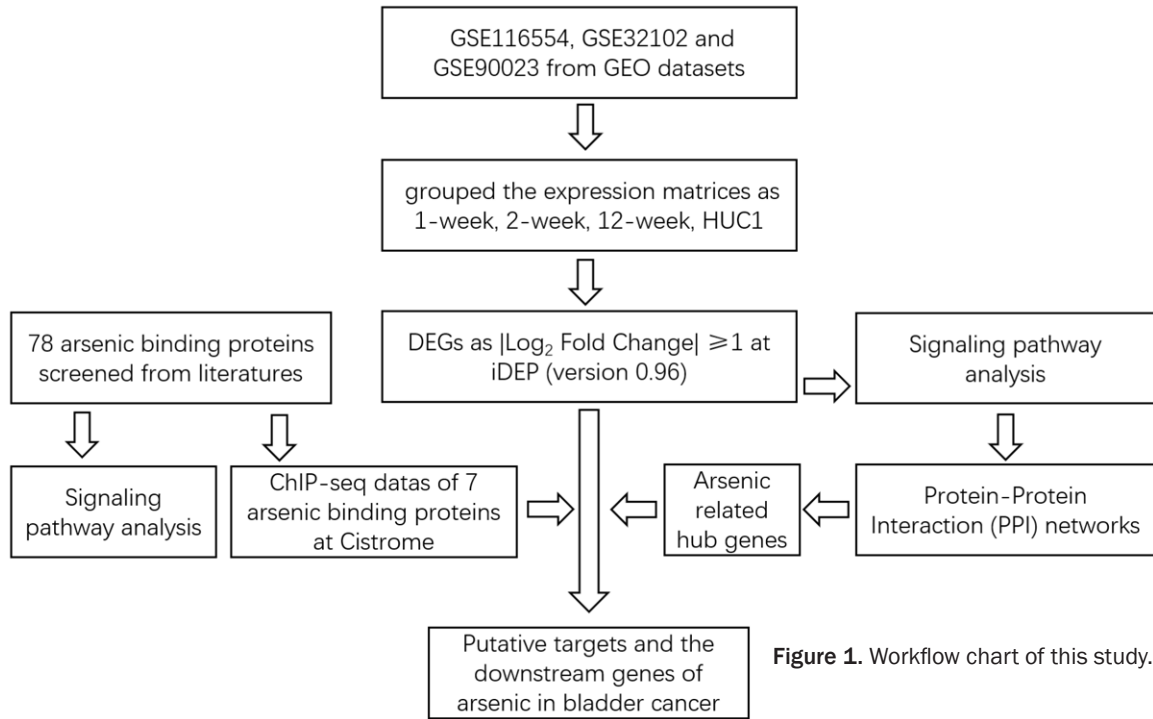 GSE116554, GSE32102 and
GSE90023 from GEO datasets
grouped the expression matrices as
1-week, 2-week, 12-week, HUC1
78 arsenic binding proteins
screened from literatures
DEGs as |Log₂ Fold Change| ≥1 at
iDEP (version 0.96)
Signaling pathway
analysis
Signaling
pathway analysis
ChIP-seq datas of 7
arsenic binding proteins
at Cistrome
Arsenic
related
hub genes
Protein-Protein
Interaction (PPI) networks
Putative targets and the
downstream genes of
arsenic in bladder cancer
Figure 1. Workflow chart of this study.